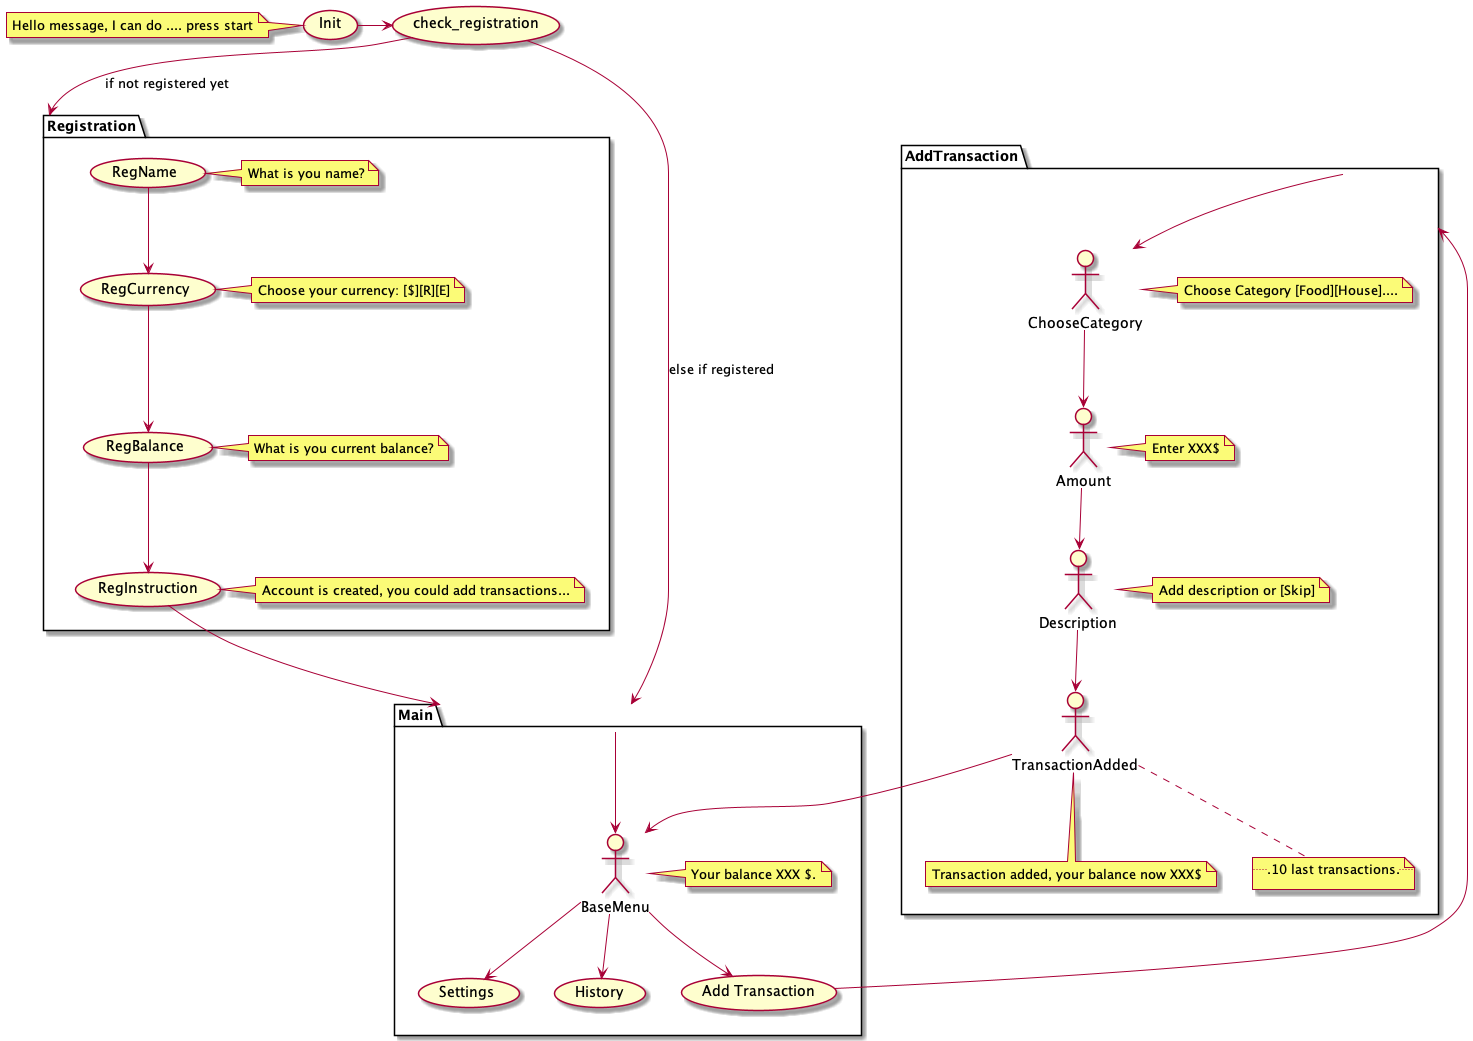 Hello message, I can do .... press start
Init
check_registration
if not registered yet
Registration
RegName
What is you name?
RegCurrency
Choose your currency: [$][R][E]
RegBalance
What is you current balance?
RegInstruction
Account is created, you could add transactions...
else if registered
AddTransaction
ChooseCategory
Choose Category [Food][House]....
Amount
Enter XXX$
Description
Add description or [Skip]
TransactionAdded
Transaction added, your balance now XXX$
.10 last transactions.
Main
BaseMenu
Your balance XXX $.
Settings
History
Add Transaction